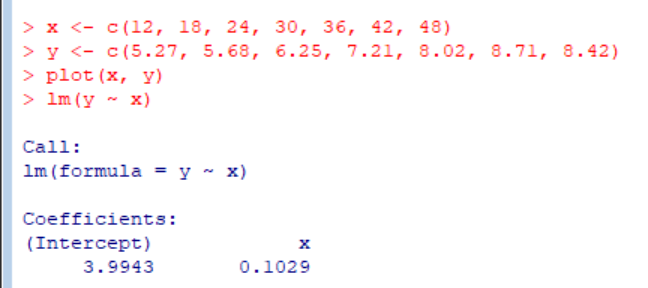 > x <- c(12, 18, 24, 30, 36, 42, 48)
> y <- c(5.27, 5.68, 6.25, 7.21, 8.02, 8.71, 8.42)
> plot(x, y)
> lm(y ~ x)
Call:
lm(formula = y ~ x)
Coefficients:
(Intercept)            x
     3.9943       0.1029